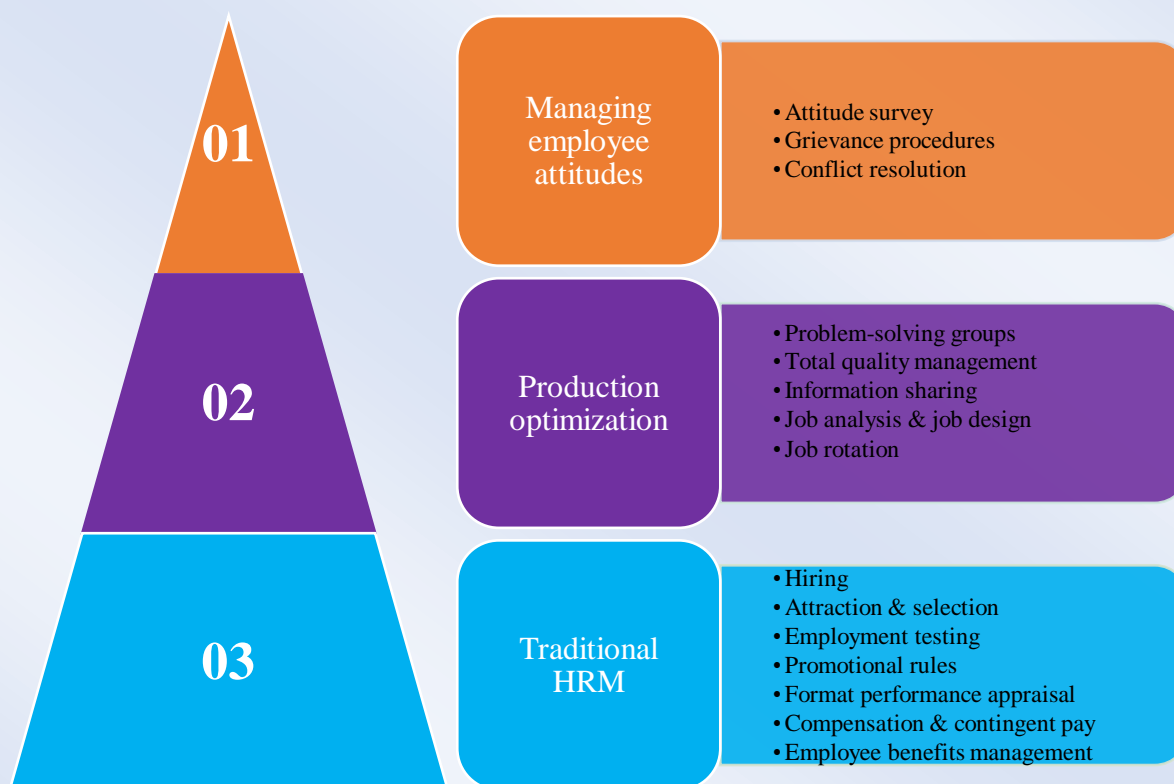 01
Managing
employee
attitudes
• Attitude survey
• Grievance procedures
• Conflict resolution
02
Production
optimization
• Problem-solving groups
• Total quality management
• Information sharing
• Job analysis & job design
• Job rotation
03
Traditional
HRM
• Hiring
• Attraction & selection
• Employment testing
• Promotional rules
• Format performance appraisal
• Compensation & contingent pay
• Employee benefits management